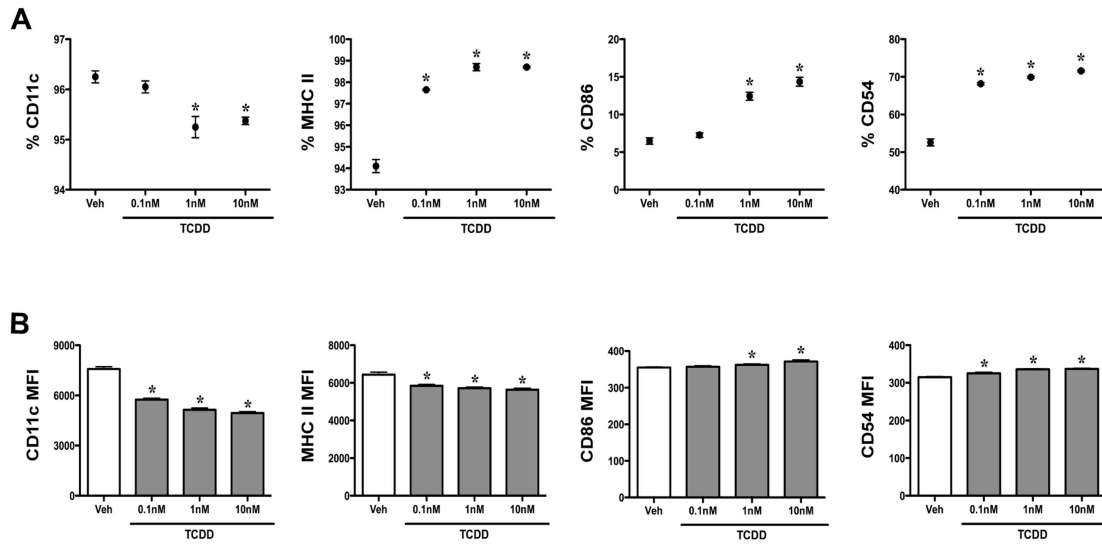 A
% CD11c
97
96
95
94
Veh 0.1nM 1nM 10nM
TCDD
* *
% MHC II
100
99
98
97
96
95
94
93
Veh 0.1nM 1nM 10nM
TCDD
* * *
% CD86
20
15
10
5
0
Veh 0.1nM 1nM 10nM
TCDD
* *
% CD54
80
70
60
50
40
Veh 0.1nM 1nM 10nM
TCDD
* * *
B
CD11c MFI
9000
6000
3000
0
Veh 0.1nM 1nM 10nM
TCDD
* * *
MHC II MFI
8000
6000
4000
2000
0
Veh 0.1nM 1nM 10nM
TCDD
* * *
CD86 MFI
400
300
200
100
0
Veh 0.1nM 1nM 10nM
TCDD
* *
CD54 MFI
400
300
200
100
0
Veh 0.1nM 1nM 10nM
TCDD
* * *